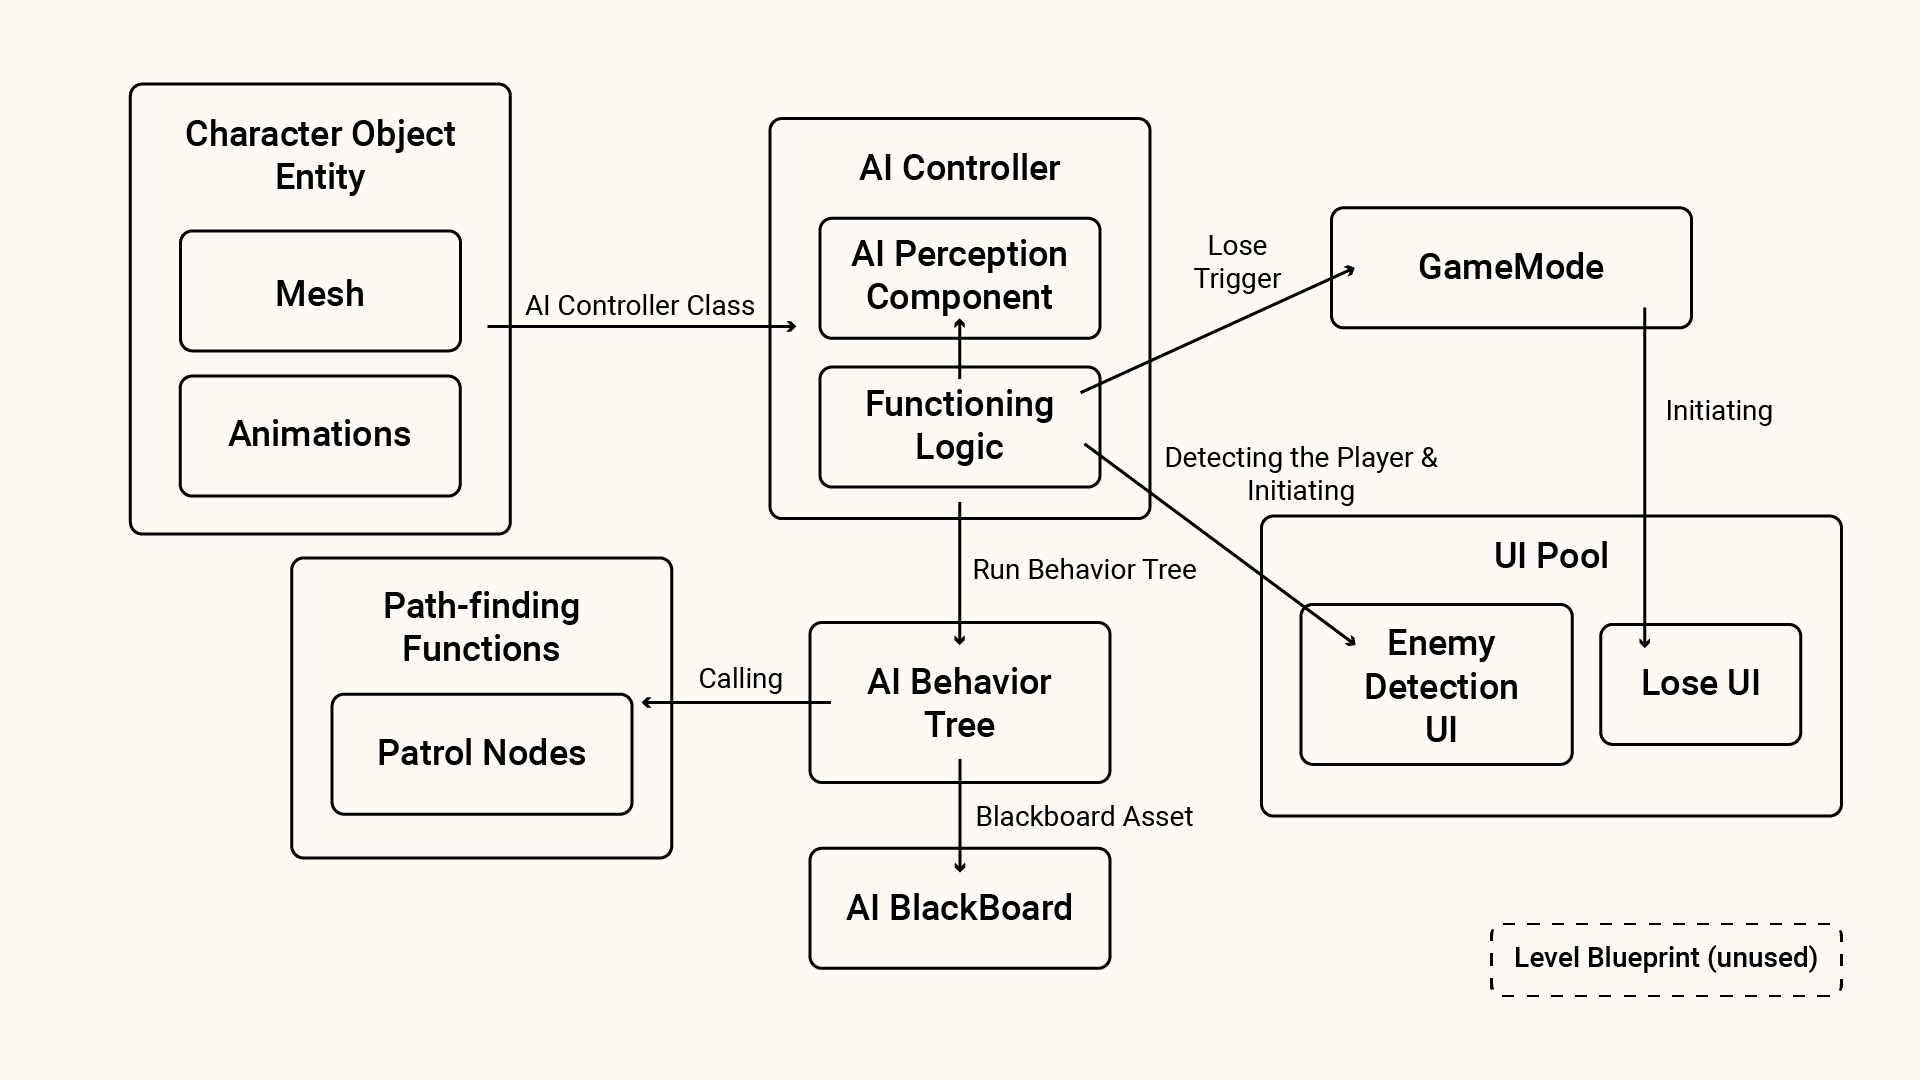 Character Object
Entity
Mesh
Animations
AI Controller Class
AI Controller
AI Perception
Component
Functioning
Logic
Lose
Trigger
GameMode
Initiating
Detecting the Player &
Initiating
UI Pool
Enemy
Detection
UI
Lose UI
Run Behavior Tree
Path-finding
Functions
Patrol Nodes
Calling
AI Behavior
Tree
Blackboard Asset
AI BlackBoard
Level Blueprint (unused)